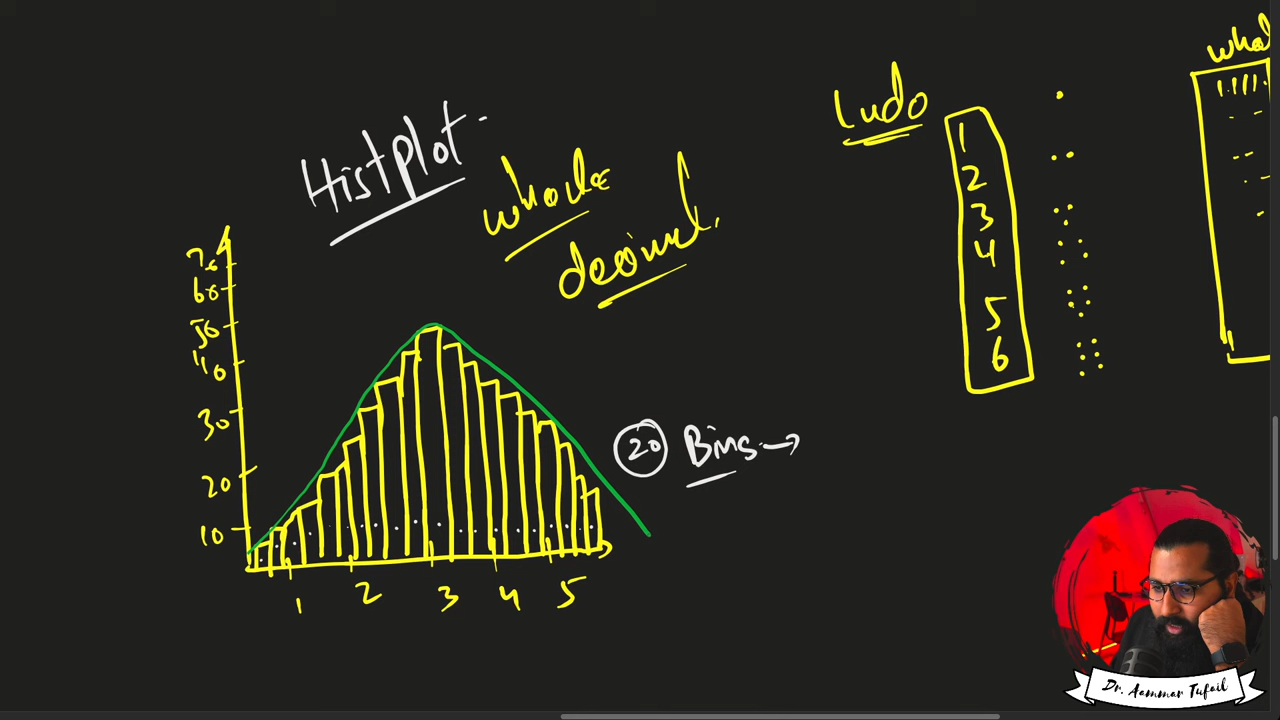 Histplot.
whole
decimal.
70
60
50
40
30
20
10
1 2 3 4 5
20 Bins →
Ludo
1
2
3
4
5
6
Dr. Aammar Tufail